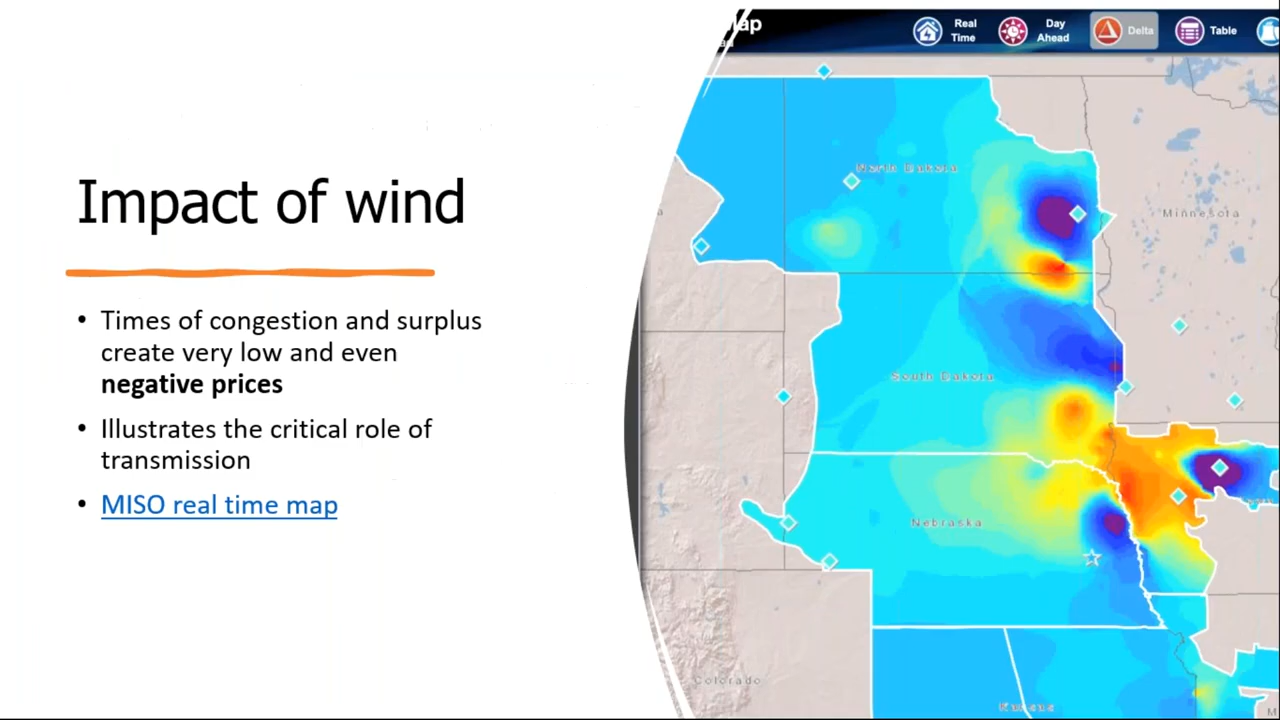 Impact of wind
• Times of congestion and surplus
create very low and even
negative prices
• Illustrates the critical role of
transmission
• MISO real time map
Real
Time
Day
Ahead
Delta
Table
North Dakota
Minnesota
South Dakota
Nebraska
Colorado
Kansas